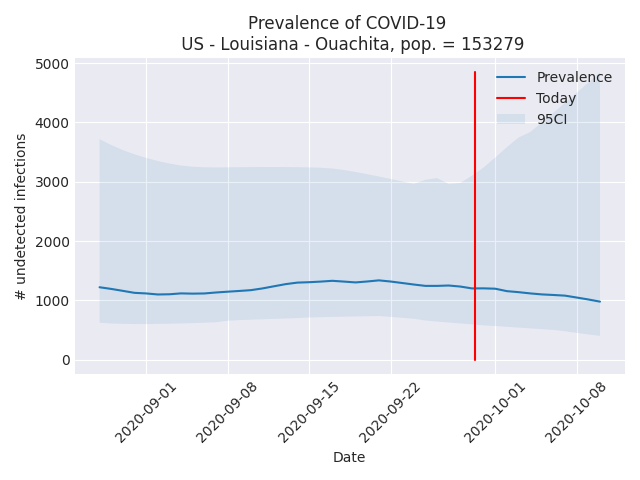 Prevalence of COVID-19
US - Louisiana - Ouachita, pop. = 153279
5000
4000
3000
2000
1000
0
# undetected infections
Prevalence
Today
95CI
2020-09-01
2020-09-08
2020-09-15
2020-09-22
2020-10-01
2020-10-08
Date